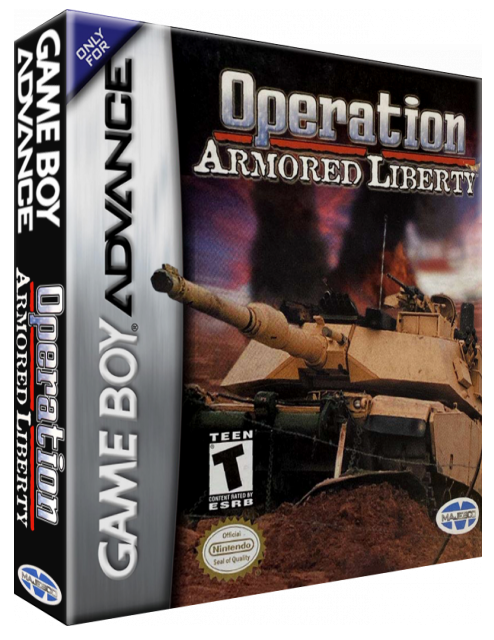 GAME BOY
ADVANCE
Operation
ARMORED LIBERTY
MAJESCO
ONLY
FOR
GAME BOY ADVANCE
Operation
ARMORED LIBERTY
TEEN
T
CONTENT RATED BY
ESRB
Official
Nintendo
Seal of Quality
MAJESCO